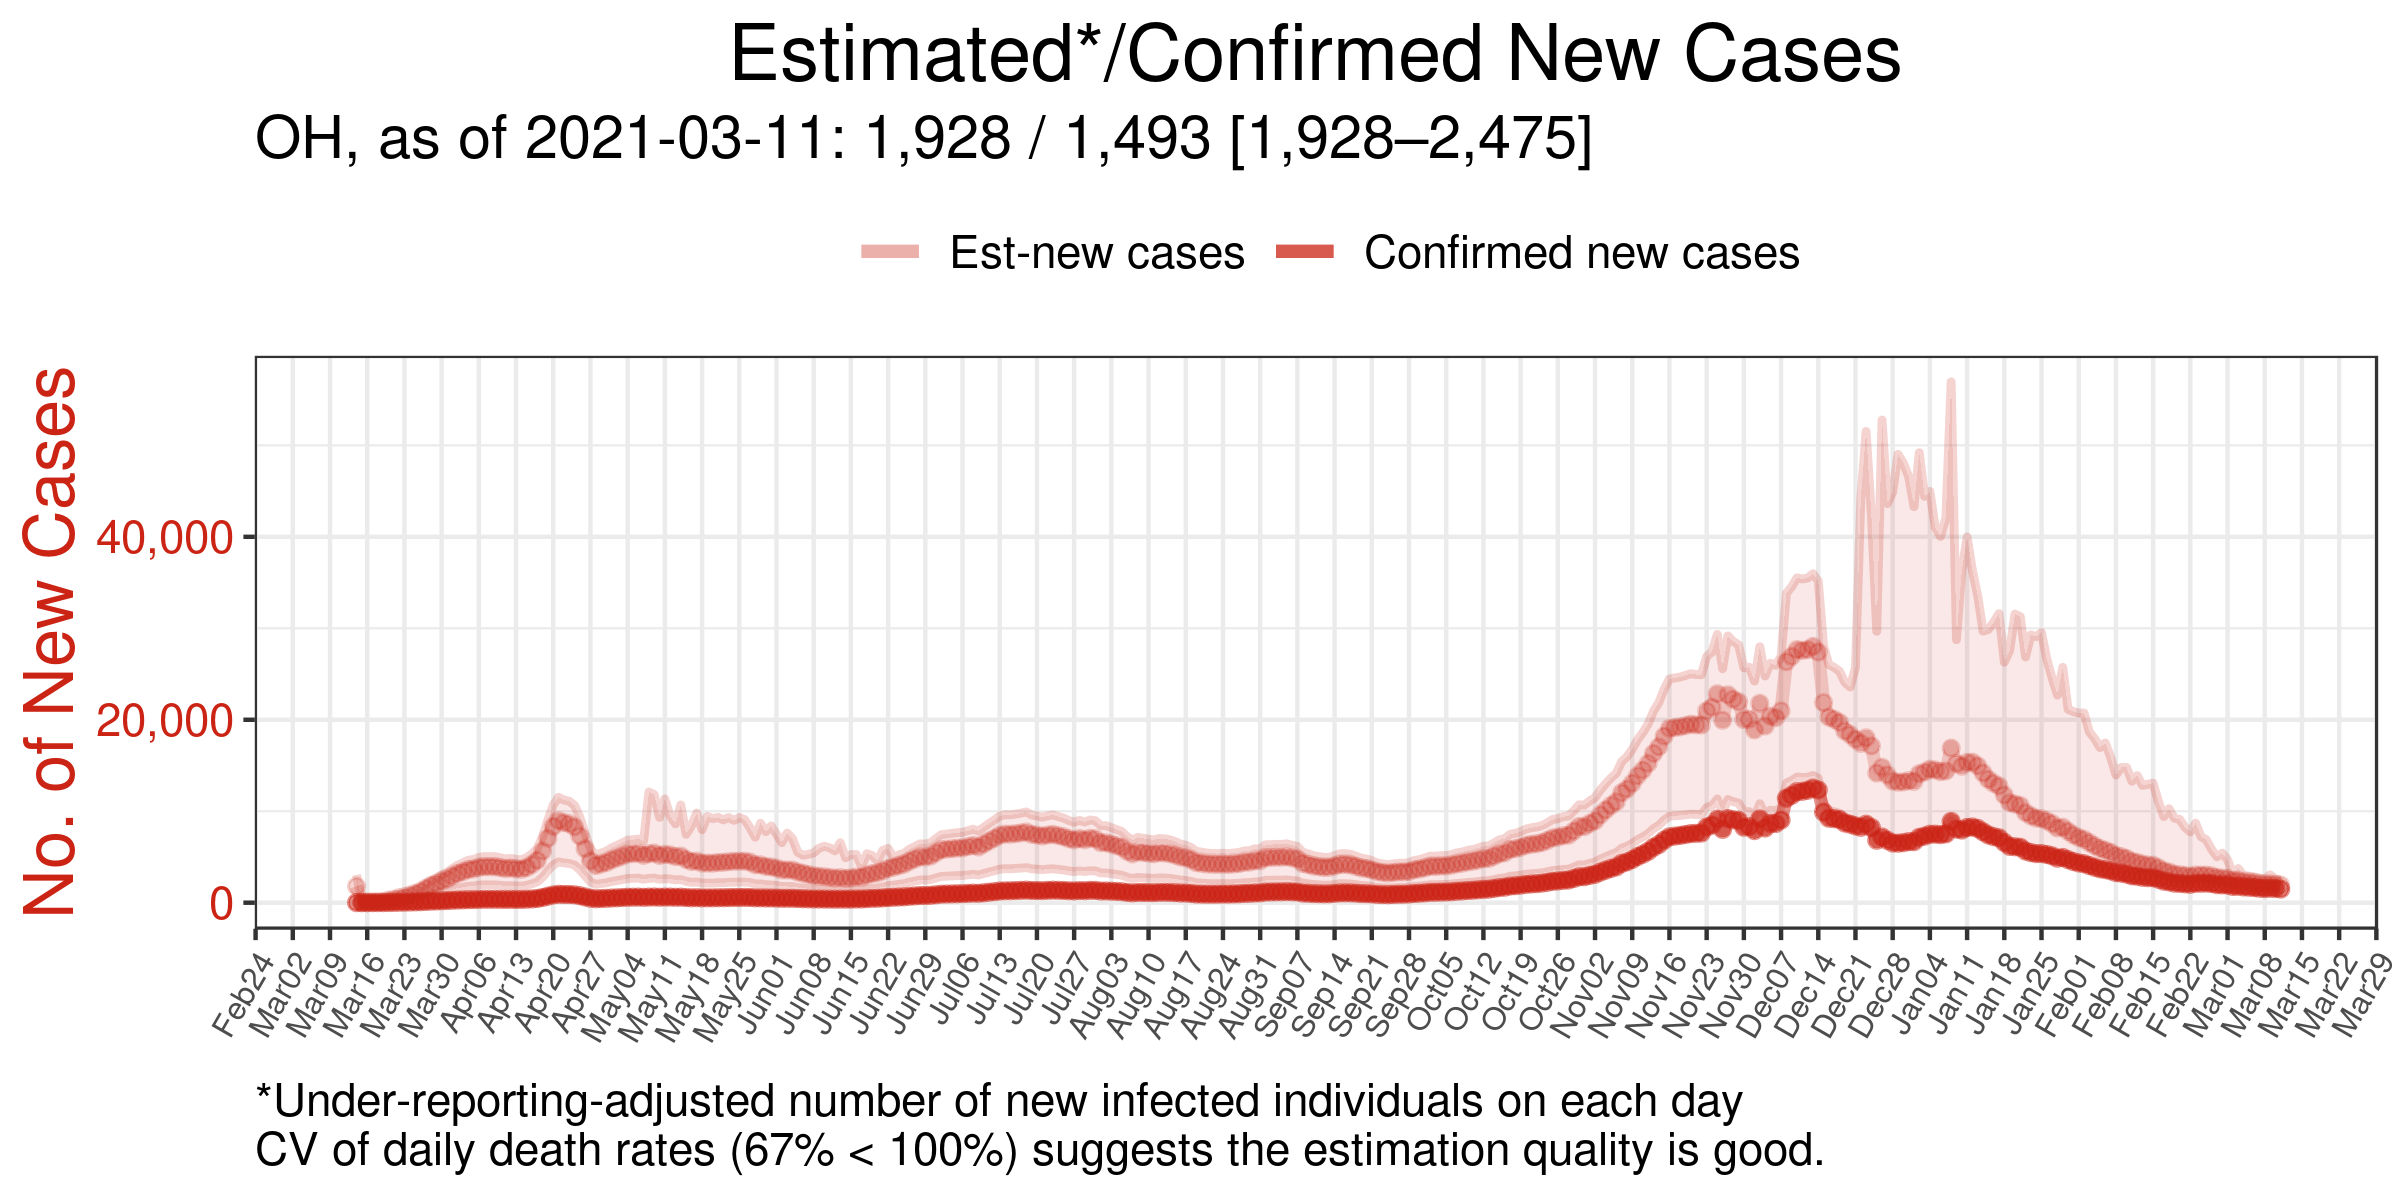 Estimated*/Confirmed New Cases
OH, as of 2021-03-11: 1,928 / 1,493 [1,928–2,475]
Est-new cases
Confirmed new cases
No. of New Cases
40,000
20,000
0
Feb24
Mar02
Mar09
Mar16
Mar23
Mar30
Apr06
Apr13
Apr20
Apr27
May04
May11
May18
May25
Jun01
Jun08
Jun15
Jun22
Jun29
Jul06
Jul13
Jul20
Jul27
Aug03
Aug10
Aug17
Aug24
Aug31
Sep07
Sep14
Sep21
Sep28
Oct05
Oct12
Oct19
Oct26
Nov02
Nov09
Nov16
Nov23
Nov30
Dec07
Dec14
Dec21
Dec28
Jan04
Jan11
Jan18
Jan25
Feb01
Feb08
Feb15
Feb22
Mar01
Mar08
Mar15
Mar22
Mar29
*Under-reporting-adjusted number of new infected individuals on each day
CV of daily death rates (67% < 100%) suggests the estimation quality is good.